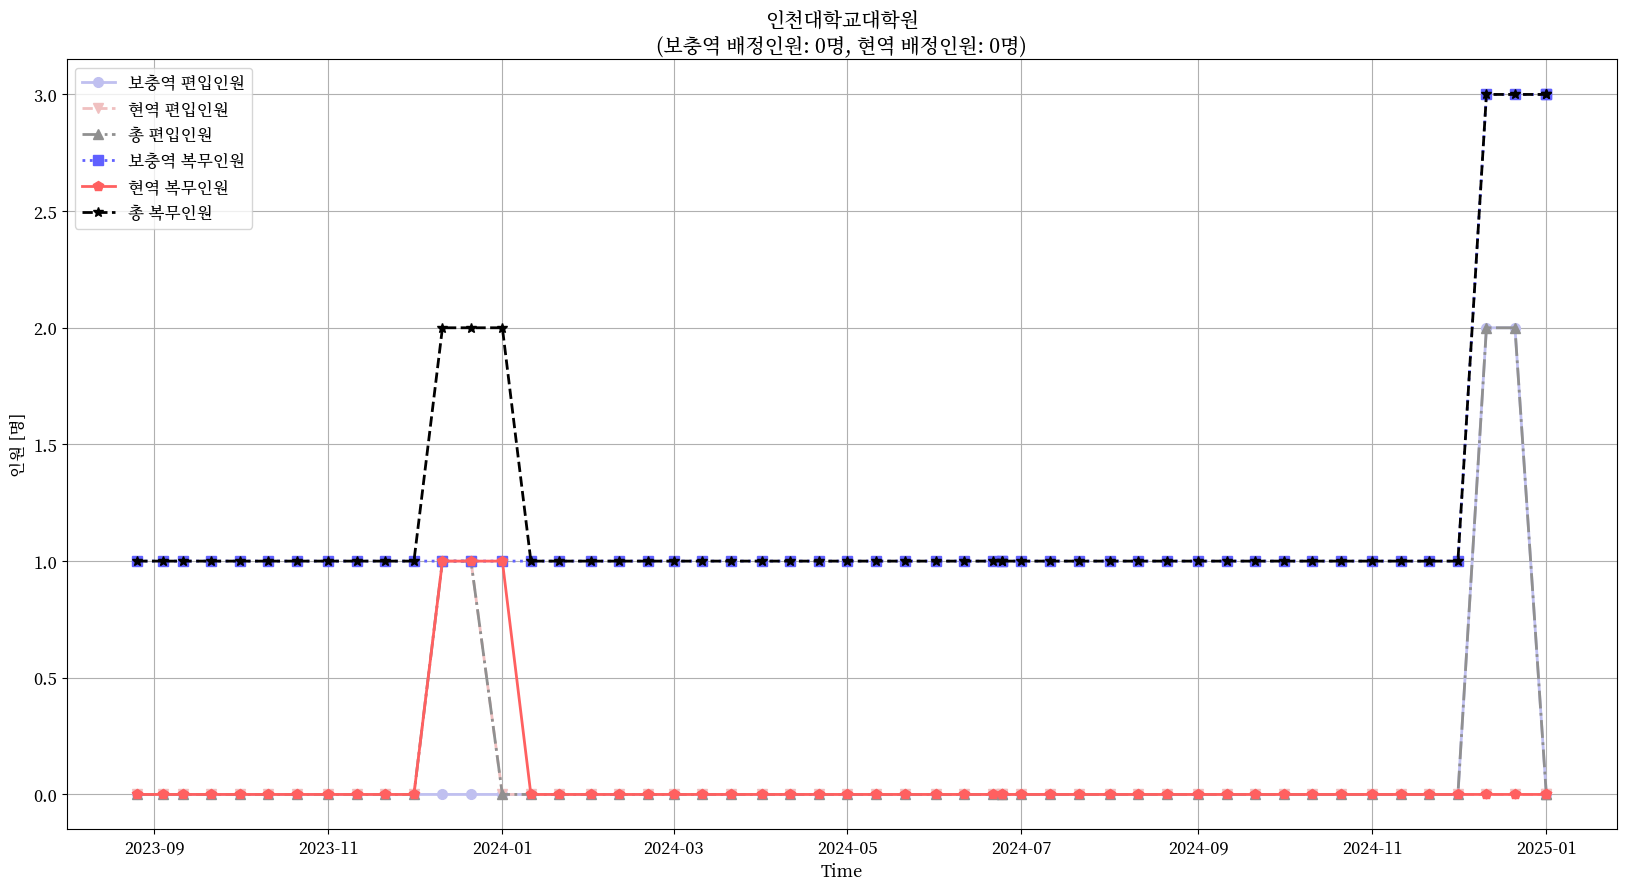 인천대학교대학원
(보충역 배정인원: 0명, 현역 배정인원: 0명)
보충역 편입인원
현역 편입인원
총 편입인원
보충역 복무인원
현역 복무인원
총 복무인원
인원 [명]
3.0
2.5
2.0
1.5
1.0
0.5
0.0
2023-09
2023-11
2024-01
2024-03
2024-05
2024-07
2024-09
2024-11
2025-01
Time